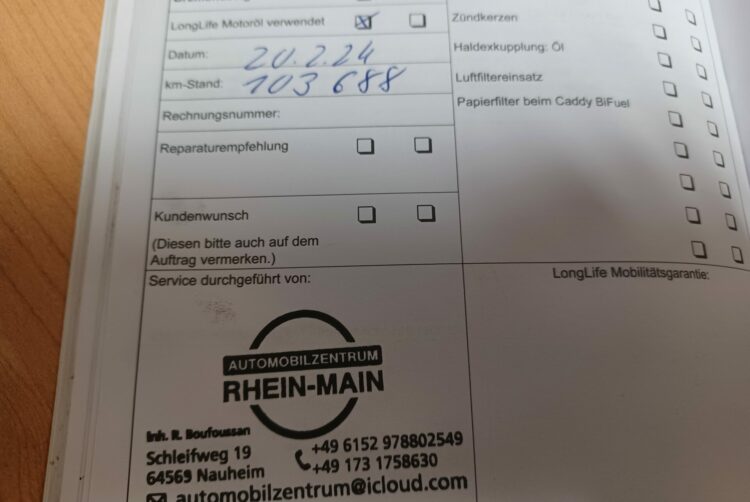 LongLife Motoröl verwendet
Datum: 20.2.24
km-Stand: 103 688
Rechnungsnummer:
Reparaturempfehlung
Kundenwunsch
(Diesen bitte auch auf dem
Auftrag vermerken.)
Zündkerzen
Haldexkupplung: Öl
Luftfiltereinsatz
Papierfilter beim Caddy BiFuel
Service durchgeführt von:
LongLife Mobilitätsgarantie:
AUTOMOBILZENTRUM
RHEIN-MAIN
Inh. R. Boufoussan
Schleifweg 19
64569 Nauheim
+49 6152 978802549
+49 173 1758630
automobilzentrum@icloud.com